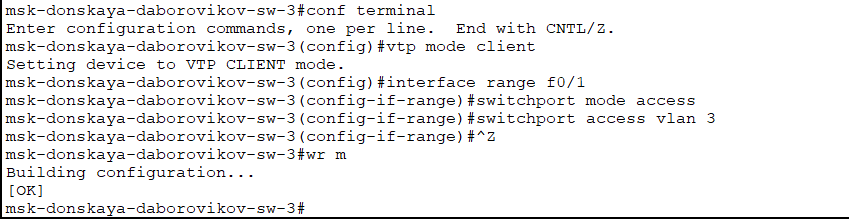 msk-donskaya-daborovikov-sw-3#conf terminal
Enter configuration commands, one per line.  End with CNTL/Z.
msk-donskaya-daborovikov-sw-3(config)#vtp mode client
Setting device to VTP CLIENT mode.
msk-donskaya-daborovikov-sw-3(config)#interface range f0/1
msk-donskaya-daborovikov-sw-3(config-if-range)#switchport mode access
msk-donskaya-daborovikov-sw-3(config-if-range)#switchport access vlan 3
msk-donskaya-daborovikov-sw-3(config-if-range)#^Z
msk-donskaya-daborovikov-sw-3#wr m
Building configuration...
[OK]
msk-donskaya-daborovikov-sw-3#